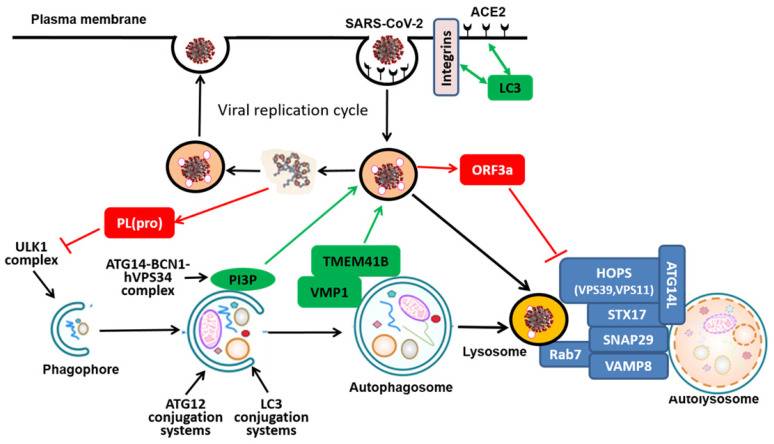 Plasma membrane
SARS-CoV-2
ACE2
Integrins
LC3
Viral replication cycle
ORF3a
PL(pro)
ULK1
complex
ATG14-BCN1-
hVPS34
complex
PI3P
TMEM41B
VMP1
HOPS
(VPS39,VPS11)
ATG14L
STX17
SNAP29
VAMP8
Rab7
Lysosome
Phagophore
Autophagosome
Autolysosome
ATG12
conjugation
systems
LC3
conjugation
systems